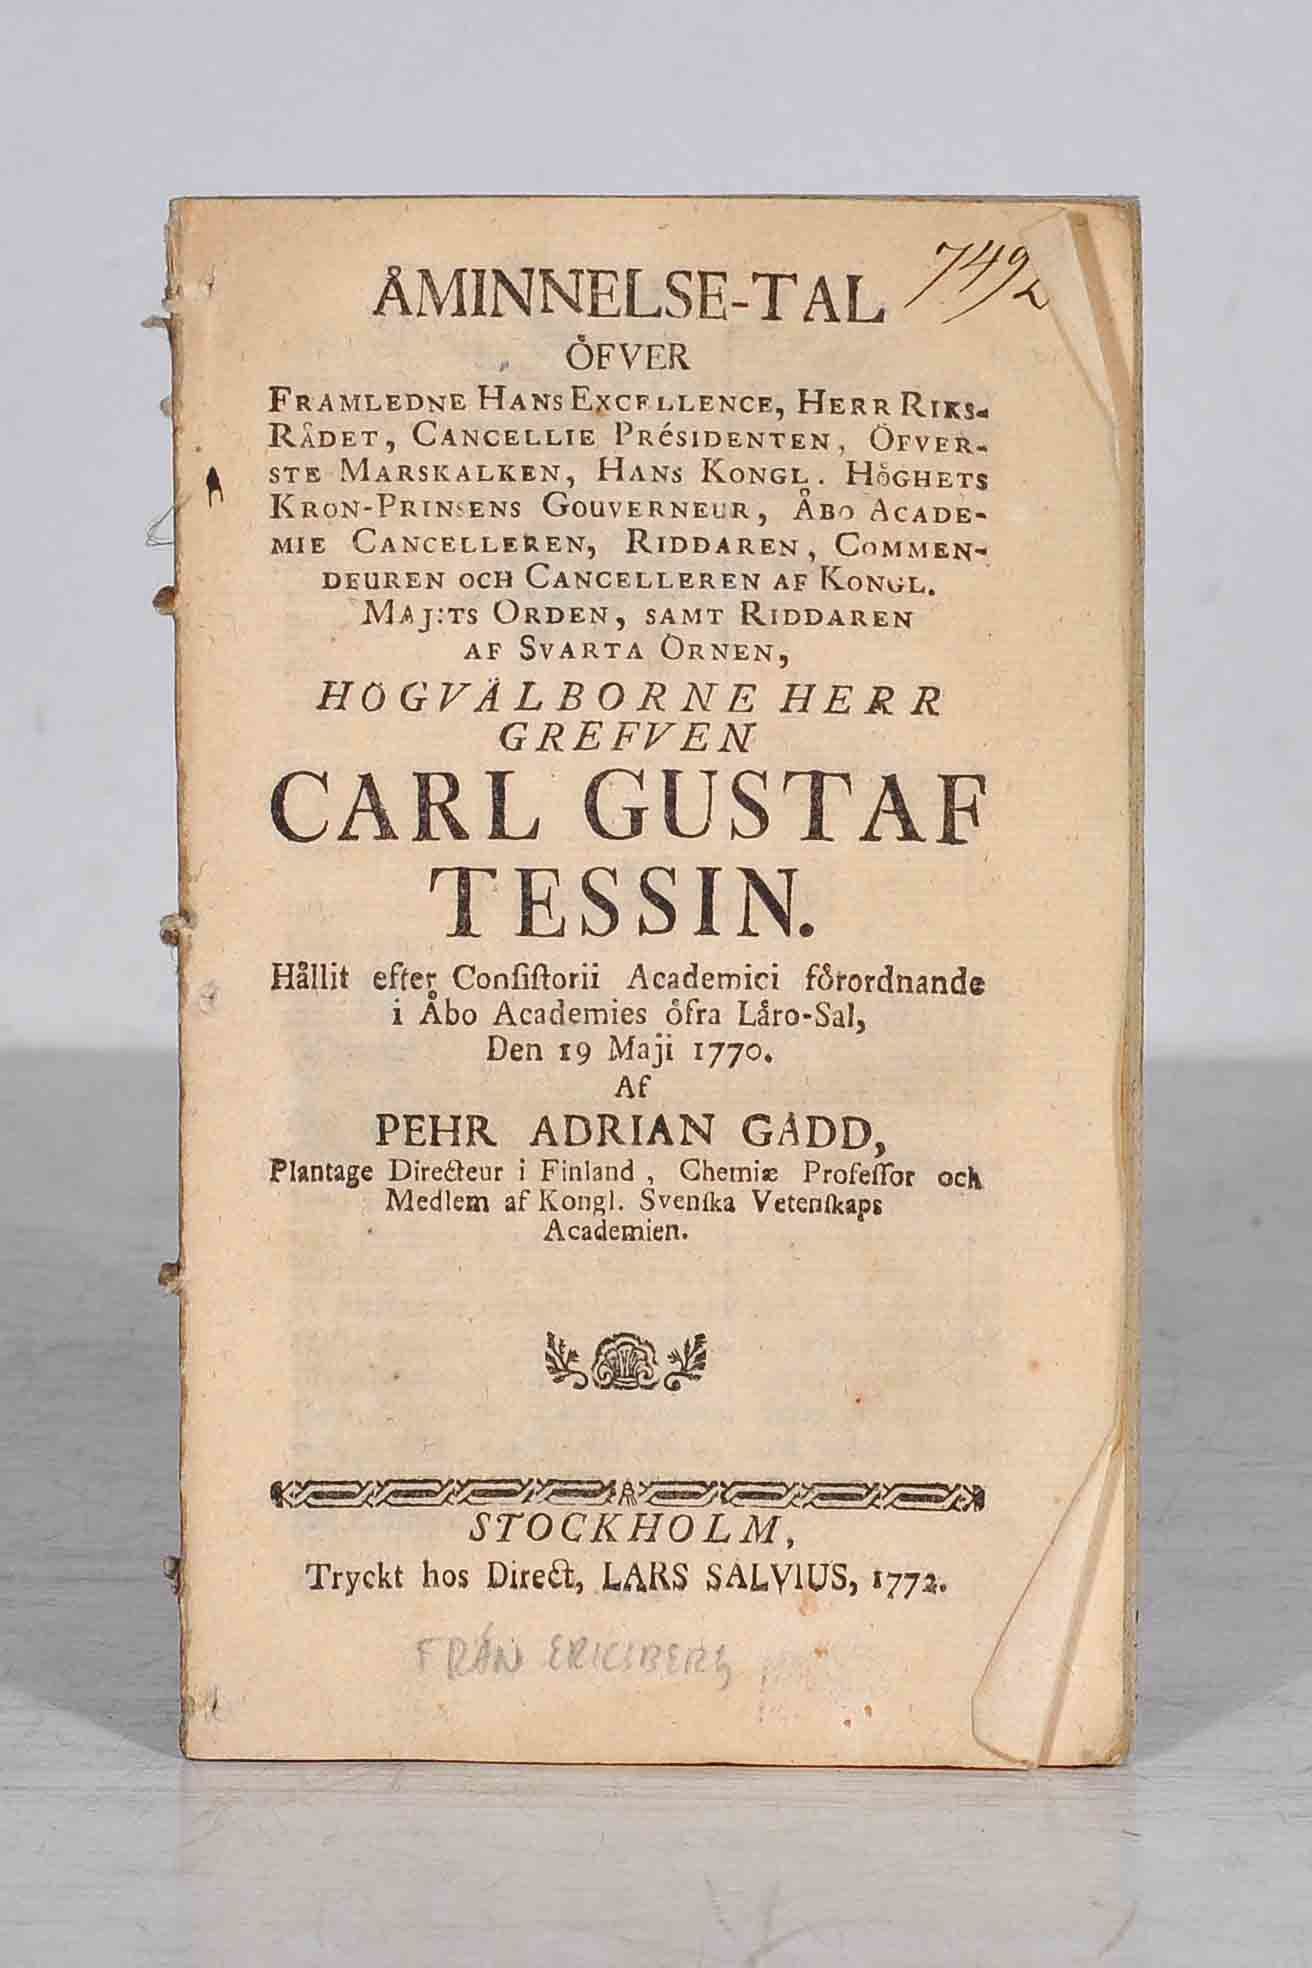 ÅMINNELSE-TAL
7492
ÖFVER
FRAMLEDNE HANS EXCELLENCE, HERR RIKS-
RÅDET, CANCELLIE PRéSIDENTEN, ÖFVER-
STE MARSKALKEN, HANS KONGL. HÖGHETS
KRON-PRINSENS GOUVERNEUR, ÅBO ACADE-
MIE CANCELLEREN, RIDDAREN, COMMEN-
DEUREN OCH CANCELLEREN AF KONGL.
MAJ:TS ORDEN, SAMT RIDDAREN
AF SVARTA ÖRNEN,
HÖGVÄLBORNE HERR
GREFVEN
CARL GUSTAF
TESSIN.
Hållit efter Conſiſtorii Academici förordnande
i Åbo Academies öfra Läro-Sal,
Den 19 Maji 1770.
Af
PEHR ADRIAN GADD,
Plantage Directeur i Finland, Chemiæ Profeſſor och
Medlem af Kongl. Svenſka Vetenſkaps
Academien.
STOCKHOLM,
Tryckt hos Direct, LARS SALVIUS, 1772.
FRÅN ERICSBERG